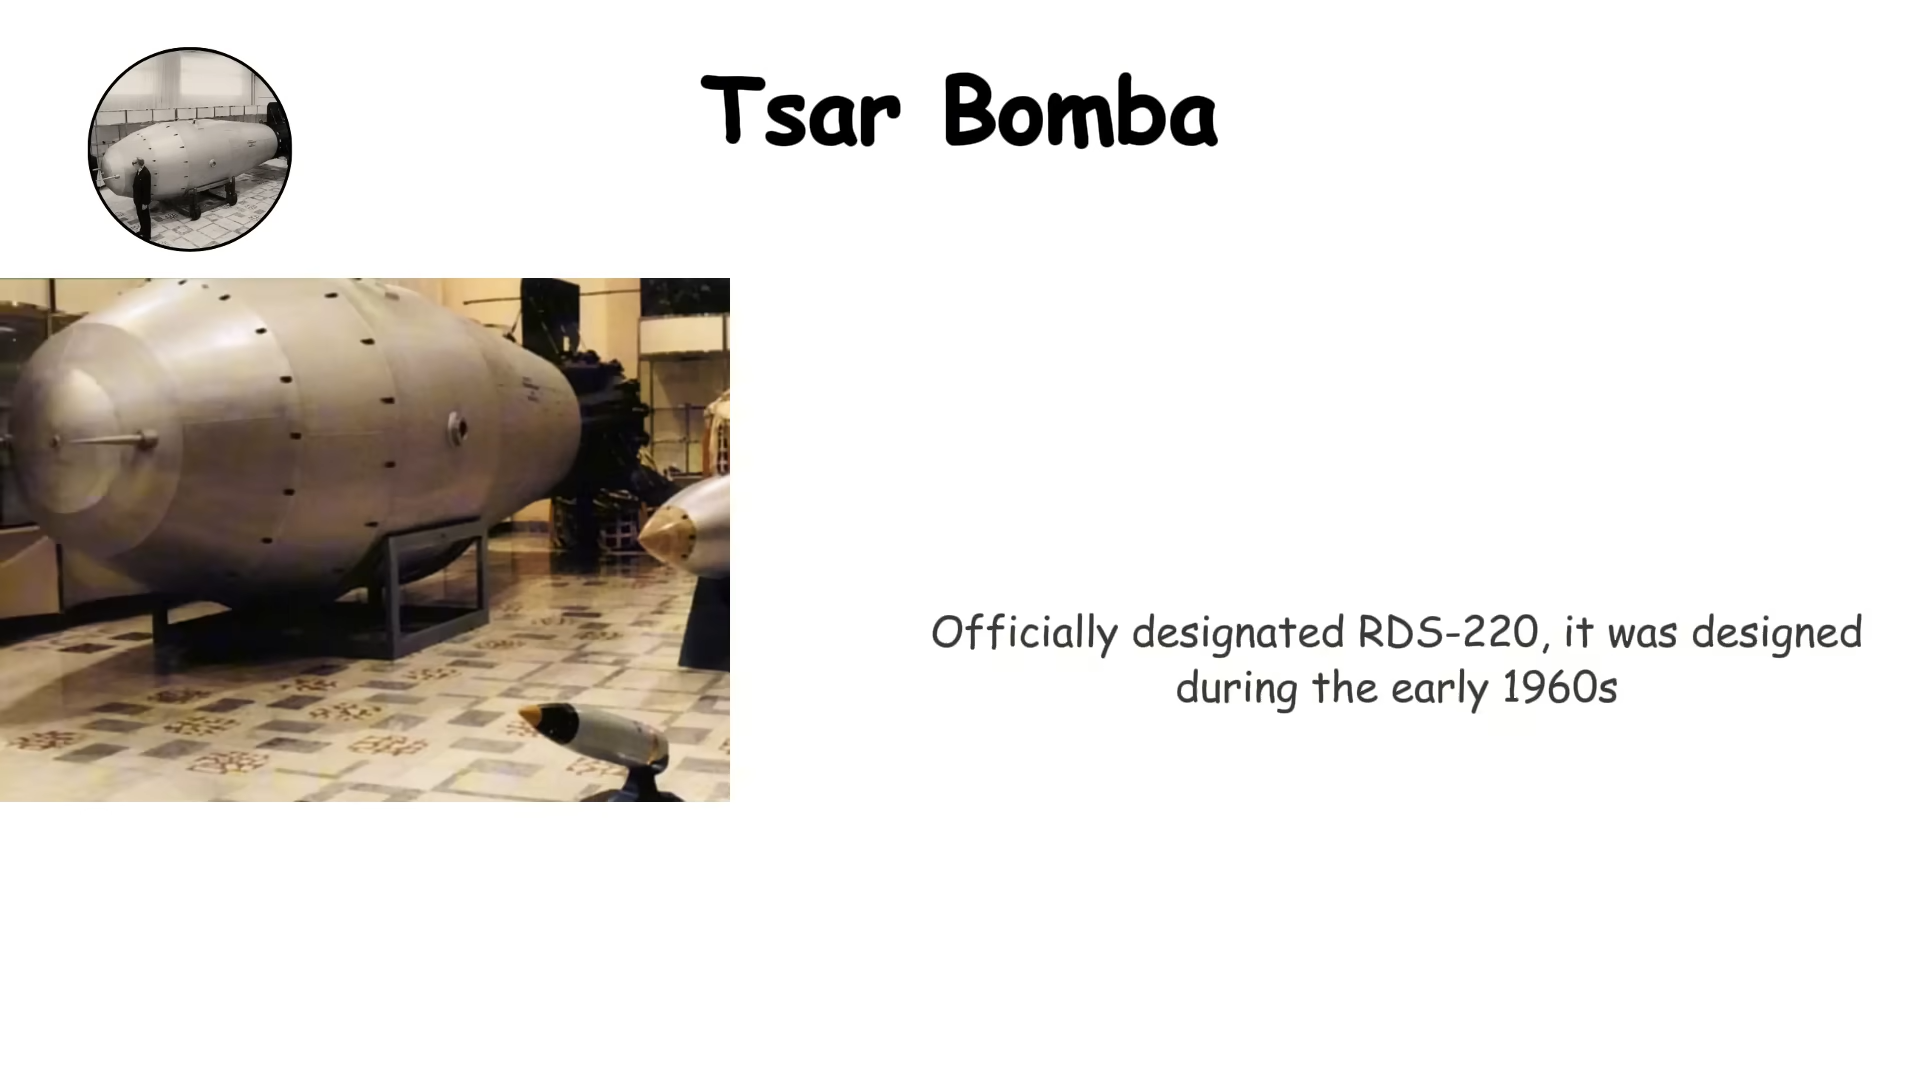 Tsar Bomba
Officially designated RDS-220, it was designed
during the early 1960s